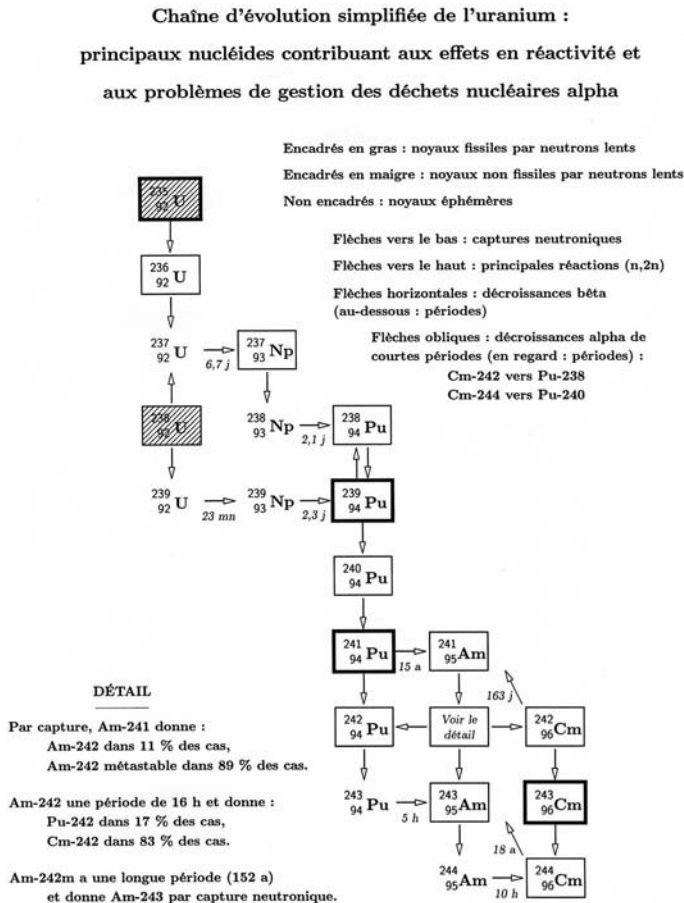 Chaîne d'évolution simplifiée de l'uranium :
principaux nucléides contribuant aux effets en réactivité et
aux problèmes de gestion des déchets nucléaires alpha
Encadrés en gras : noyaux fissiles par neutrons lents
Encadrés en maigre : noyaux non fissiles par neutrons lents
Non encadrés : noyaux éphémères
235 92 U
Flèches vers le bas : captures neutroniques
Flèches vers le haut : principales réactions (n,2n)
Flèches horizontales : décroissances bêta
(au-dessous : périodes)
Flèches obliques : décroissances alpha de
courtes périodes (en regard : périodes) :
Cm-242 vers Pu-238
Cm-244 vers Pu-240
236 92 U
237 92 U 6,7 j 237 93 Np
238 92 U 238 93 Np 2,1 j 238 94 Pu
239 92 U 23 mn 239 93 Np 2,3 j 239 94 Pu
240 94 Pu
241 94 Pu 15 a 241 95 Am
163 j
242 94 Pu Voir le 242 96 Cm
détail
243 94 Pu 5 h 243 95 Am 243 96 Cm
18 a
244 95 Am 10 h 244 96 Cm
DÉTAIL
Par capture, Am-241 donne :
Am-242 dans 11 % des cas,
Am-242 métastable dans 89 % des cas.
Am-242 une période de 16 h et donne :
Pu-242 dans 17 % des cas,
Cm-242 dans 83 % des cas.
Am-242m a une longue période (152 a)
et donne Am-243 par capture neutronique.